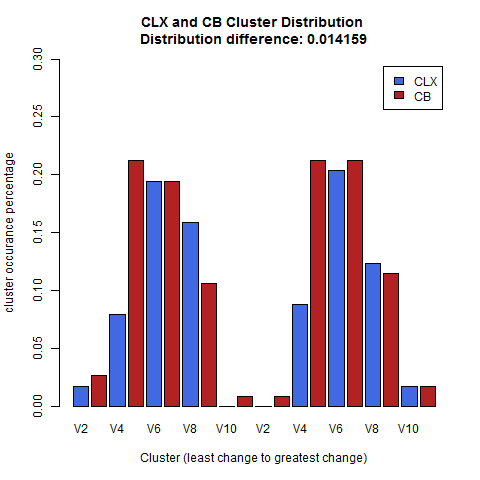 CLX and CB Cluster Distribution
Distribution difference: 0.014159
CLX
CB
cluster occurance percentage
0.30
0.25
0.20
0.15
0.10
0.05
0.00
V2 V4 V6 V8 V10 V2 V4 V6 V8 V10
Cluster (least change to greatest change)